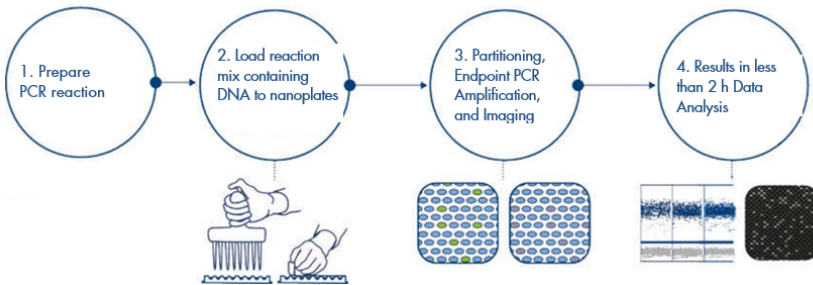 1. Prepare
PCR reaction
2. Load reaction
mix containing
DNA to nanoplates
3. Partitioning,
Endpoint PCR
Amplification,
and Imaging
4. Results in less
than 2 h Data
Analysis